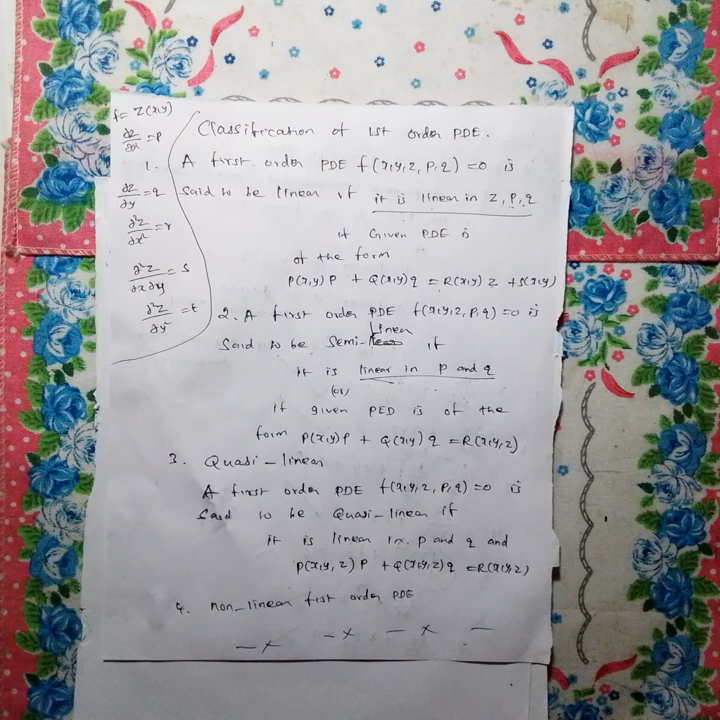 f= Z(x,y)
∂z/∂x = p
∂z/∂y = q
∂²z/∂x² = r
∂²z/∂x∂y = s
∂²z/∂y² = t
Classification of 1st order PDE.
1. A first order PDE f(x,y,z,p,q) =0 is
said to be linear if it is linear in z, p, q
if Given PDE is
of the form
P(x,y)P + Q(x,y)q = R(x,y) z + s(x,y)
2. A first order PDE f(x,y,z,p,q)=0 is
said to be Semi-linear if
it is linear in p and q
(or)
if given PED is of the
form P(x,y)P + Q(x,y) q =R(x,y,z)
3. Quasi-linear
A first order PDE f(x,y,z,p,q)=0 is
said to be Quasi-linear if
it is linear in p and q and
P(x,y,z)P + Q(x,y,z)q =R(x,y,z)
4. non-linear fist order PDE
—x —x —x —